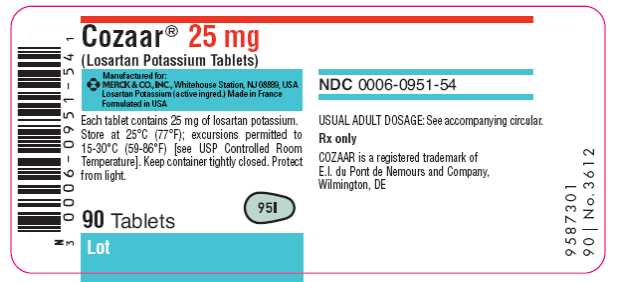 Cozaar® 25 mg
(Losartan Potassium Tablets)
Manufactured for:
MERCK & CO., INC., Whitehouse Station, NJ 08889, USA
Losartan Potassium (active ingred.) Made in France
Formulated in USA
Each tablet contains 25 mg of losartan potassium.
Store at 25°C (77°F); excursions permitted to
15-30°C (59-86°F) [see USP Controlled Room
Temperature]. Keep container tightly closed. Protect
from light.
951
90 Tablets
Lot
NDC 0006-0951-54
USUAL ADULT DOSAGE: See accompanying circular.
Rx only
COZAAR is a registered trademark of
E.I. du Pont de Nemours and Company,
Wilmington, DE
N3 0006-0951-54 1
9587301
90 | No. 3612